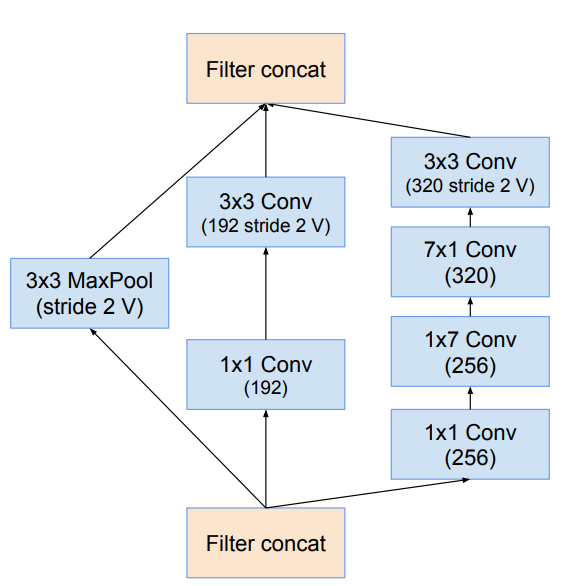 Filter concat
3x3 Conv
(320 stride 2 V)
3x3 Conv
(192 stride 2 V)
7x1 Conv
(320)
3x3 MaxPool
(stride 2 V)
1x7 Conv
(256)
1x1 Conv
(192)
1x1 Conv
(256)
Filter concat